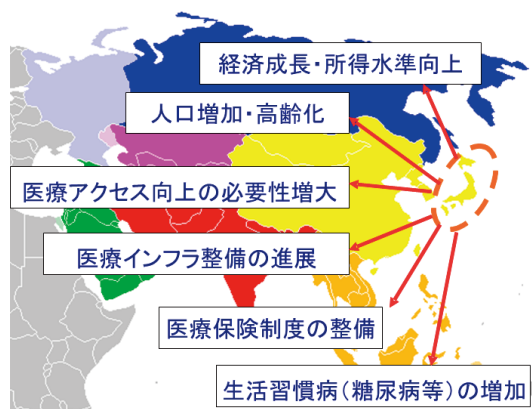 経済成長・所得水準向上
人口増加・高齢化
医療アクセス向上の必要性増大
医療インフラ整備の進展
医療保険制度の整備
生活習慣病（糖尿病等）の増加